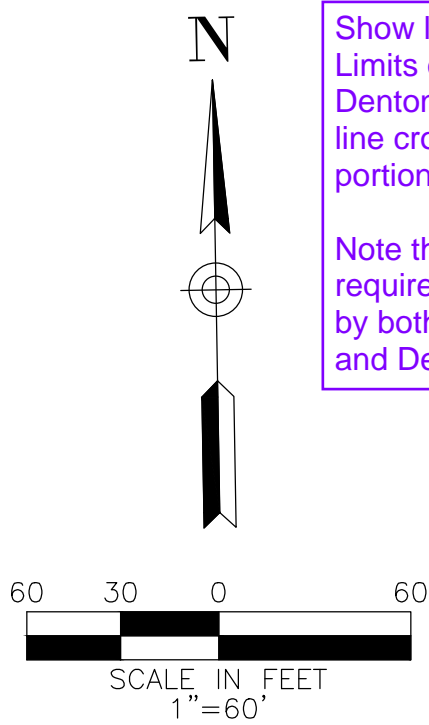 N
Show l
Limits
Denton
line cro
portion
Note th
require
by both
and De
60 30 0 60
SCALE IN FEET
1"=60'